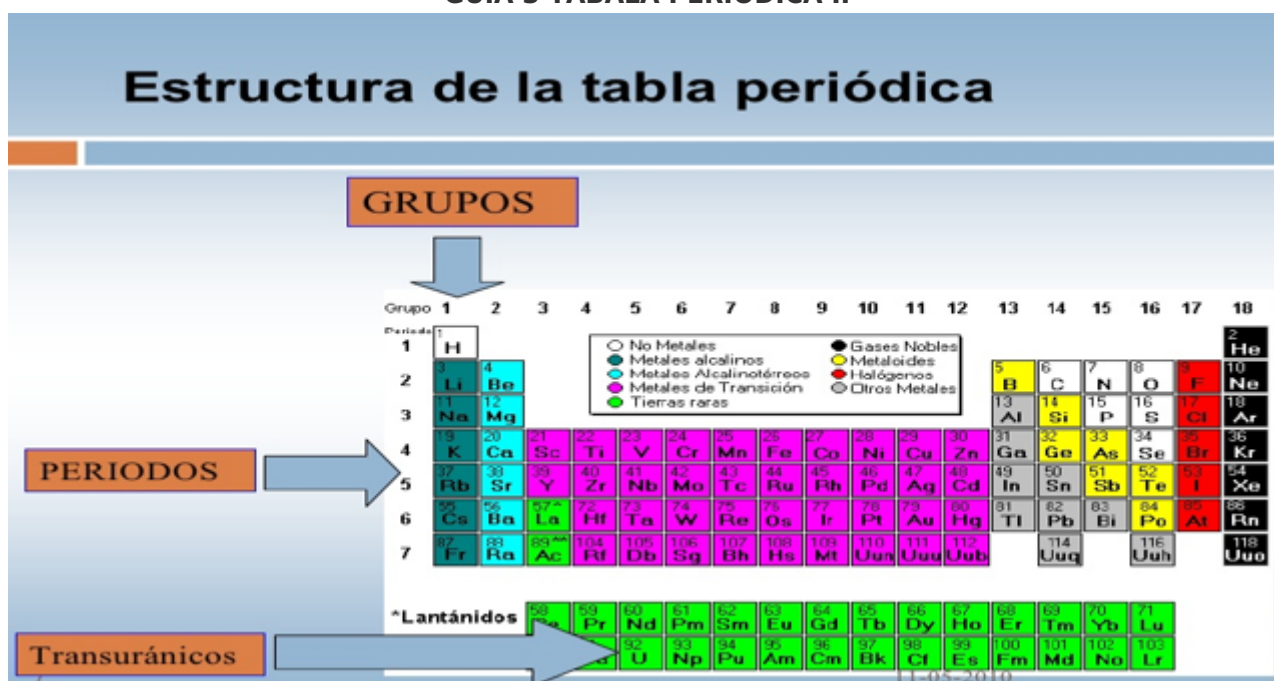 Estructura de la tabla periódica
GRUPOS
Grupo 1 2 3 4 5 6 7 8 9 10 11 12 13 14 15 16 17 18
Periodo
1 1 H 2 He
○ No Metales ● Gases Nobles
● Metales alcalinos ● Metaloides
● Metales Alcalinotérreos ● Halógenos
● Metales de Transición ● Otros Metales
● Tierras raras
2 3 Li 4 Be 5 B 6 C 7 N 8 O 9 F 10 Ne
3 11 Na 12 Mg 13 Al 14 Si 15 P 16 S 17 Cl 18 Ar
4 19 K 20 Ca 21 Sc 22 Ti 23 V 24 Cr 25 Mn 26 Fe 27 Co 28 Ni 29 Cu 30 Zn 31 Ga 32 Ge 33 As 34 Se 35 Br 36 Kr
PERIODOS
5 37 Rb 38 Sr 39 Y 40 Zr 41 Nb 42 Mo 43 Tc 44 Ru 45 Rh 46 Pd 47 Ag 48 Cd 49 In 50 Sn 51 Sb 52 Te 53 I 54 Xe
6 55 Cs 56 Ba 57* La 72 Hf 73 Ta 74 W 75 Re 76 Os 77 Ir 78 Pt 79 Au 80 Hg 81 Tl 82 Pb 83 Bi 84 Po 85 At 86 Rn
7 87 Fr 88 Ra 89** Ac 104 Rf 105 Db 106 Sg 107 Bh 108 Hs 109 Mt 110 Uun 111 Uuu 112 Uub 114 Uuq 116 Uuh 118 Uuo
*Lantánidos 58 59 Pr 60 Nd 61 Pm 62 Sm 63 Eu 64 Gd 65 Tb 66 Dy 67 Ho 68 Er 69 Tm 70 Yb 71 Lu
Transuránicos
92 U 93 Np 94 Pu 95 Am 96 Cm 97 Bk 98 Cf 99 Es 100 Fm 101 Md 102 No 103 Lr
11-05-2010